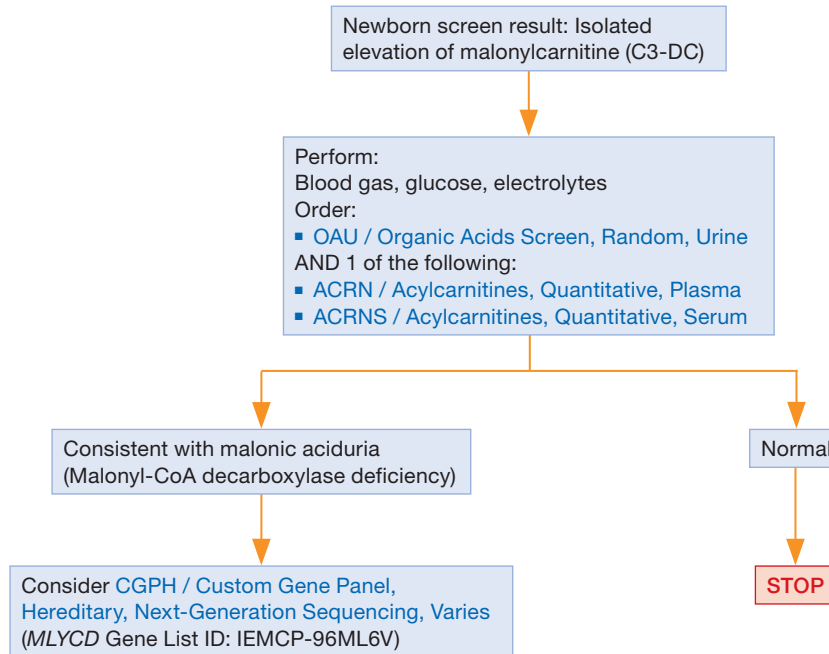 Newborn screen result: Isolated
elevation of malonylcarnitine (C3-DC)
Perform:
Blood gas, glucose, electrolytes
Order:
▪ OAU / Organic Acids Screen, Random, Urine
AND 1 of the following:
▪ ACRN / Acylcarnitines, Quantitative, Plasma
▪ ACRNS / Acylcarnitines, Quantitative, Serum
Consistent with malonic aciduria
(Malonyl-CoA decarboxylase deficiency)
Normal
Consider CGPH / Custom Gene Panel,
Hereditary, Next-Generation Sequencing, Varies
(MLYCD Gene List ID: IEMCP-96ML6V)
STOP